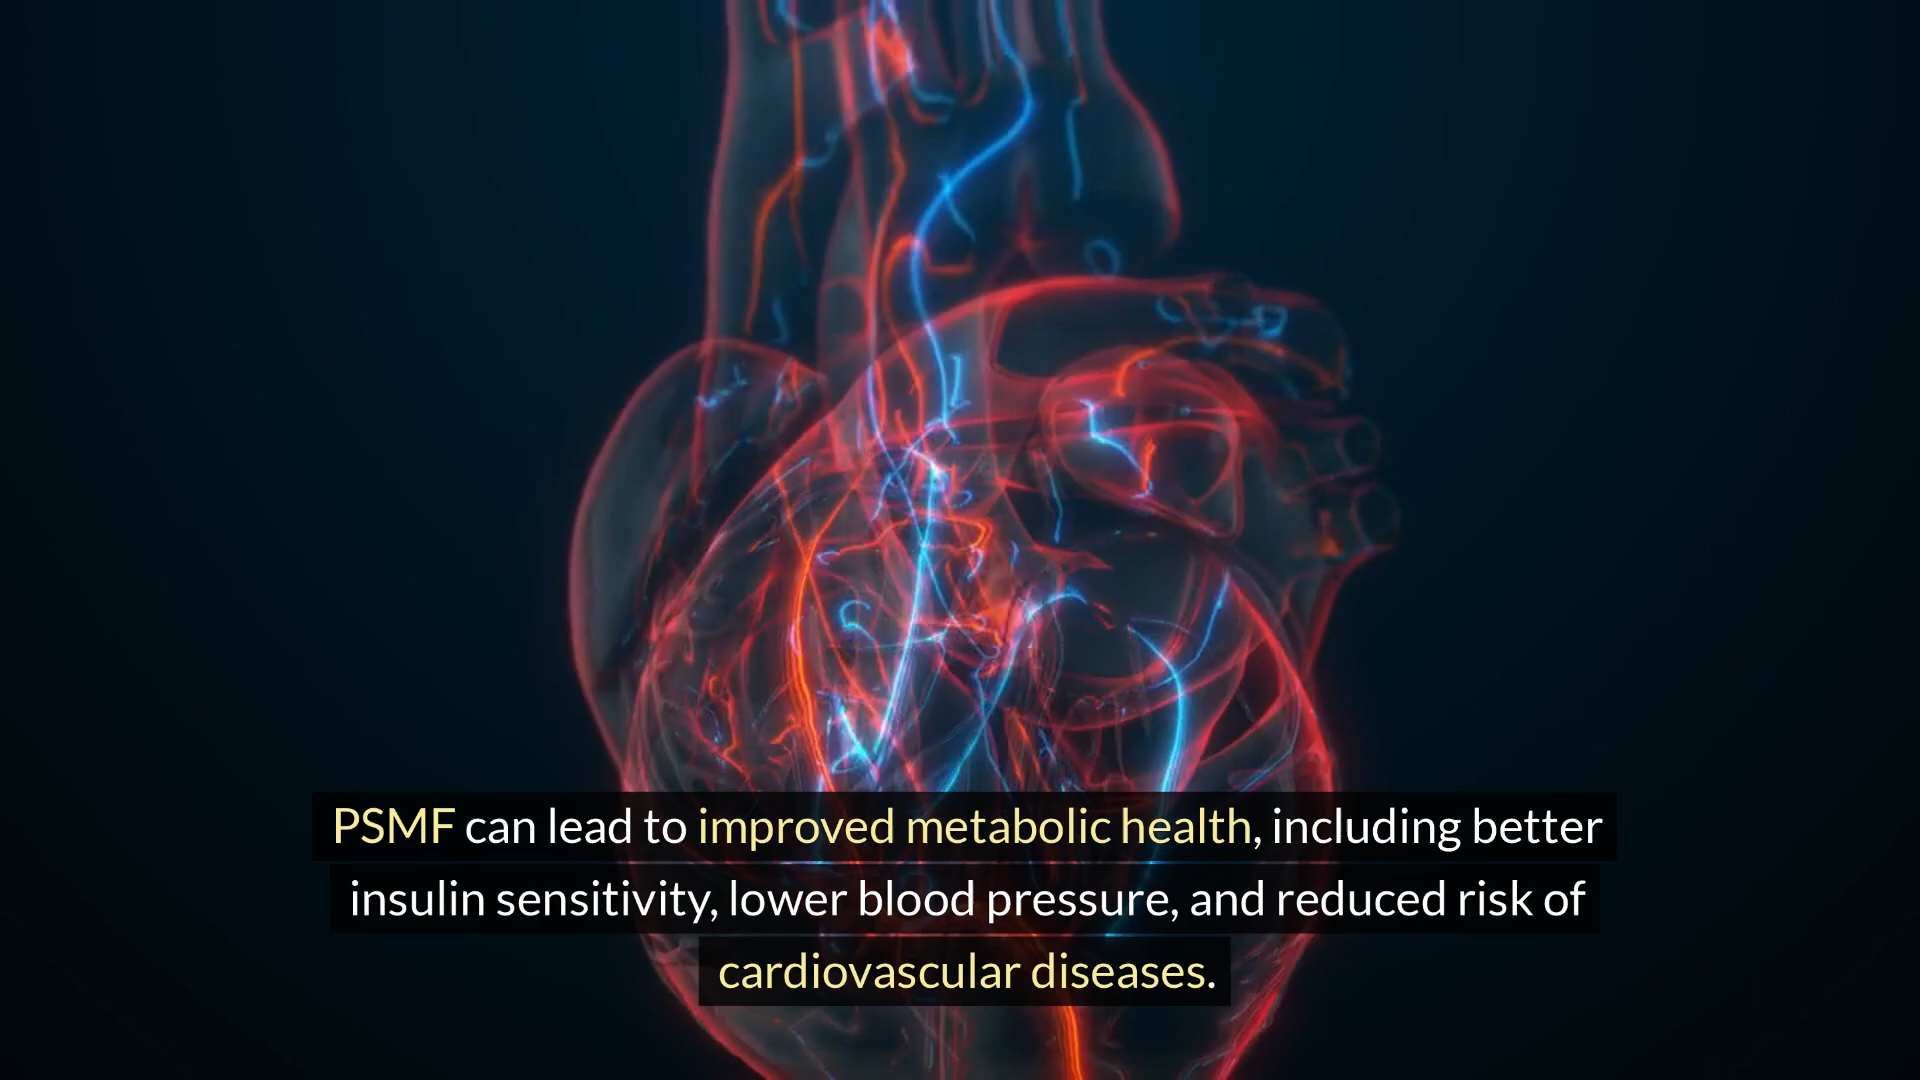 PSMF can lead to improved metabolic health, including better
insulin sensitivity, lower blood pressure, and reduced risk of
cardiovascular diseases.